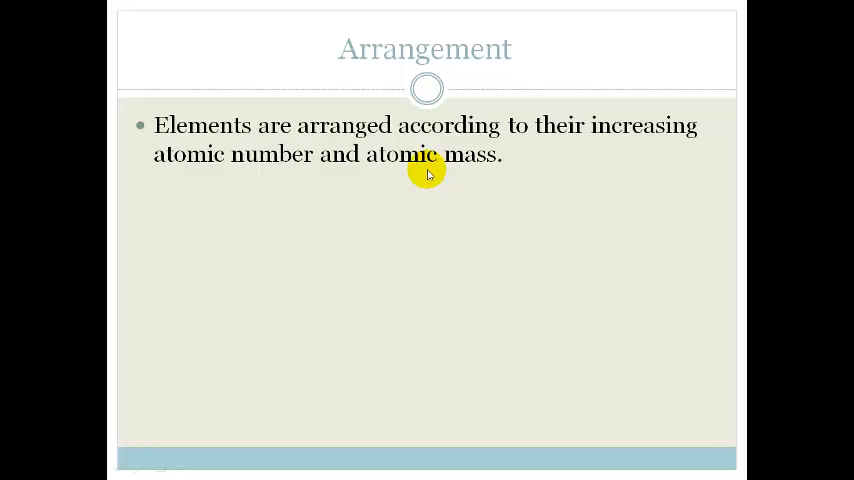 Arrangement
Elements are arranged according to their increasing
atomic number and atomic mass.